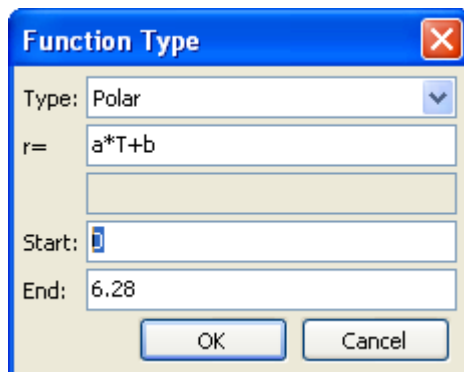 Function Type
Type: Polar
r= a*T+b
Start: 0
End: 6.28
OK Cancel